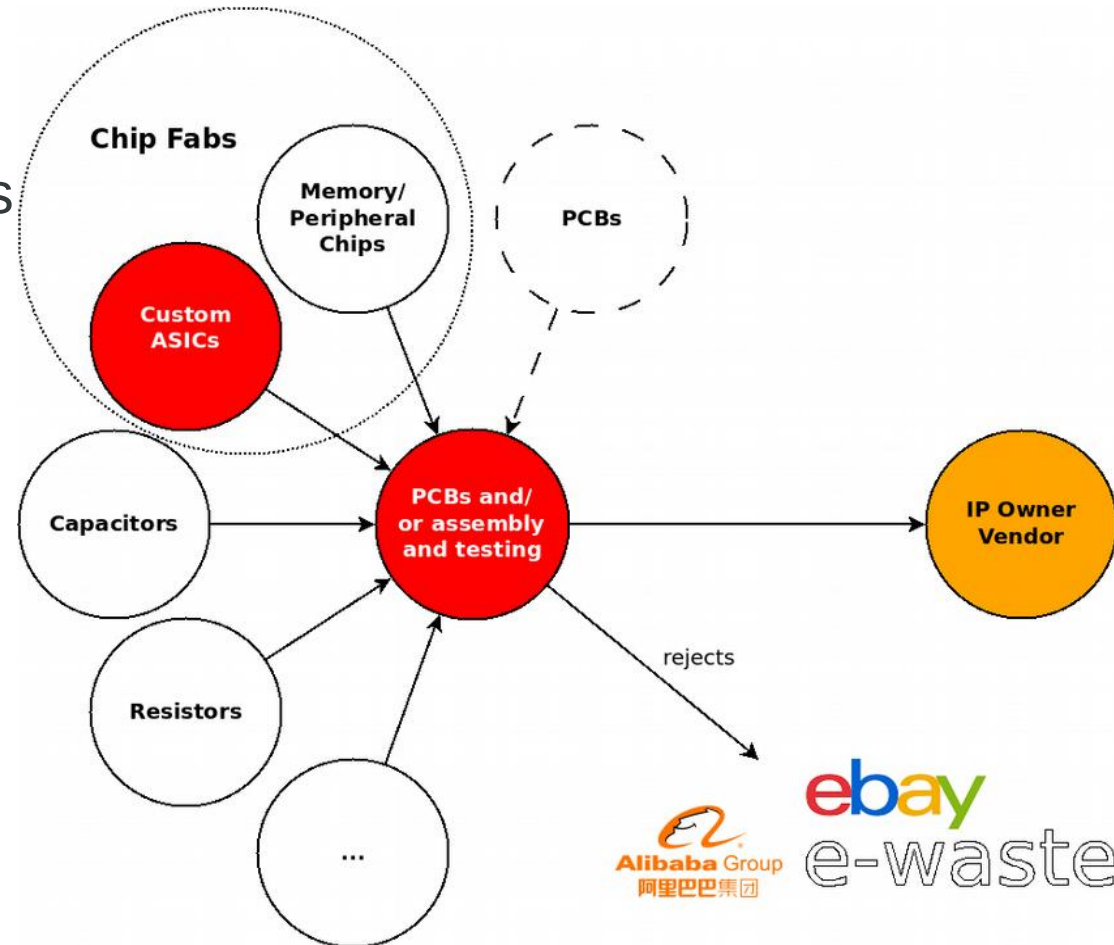 s
Chip Fabs
Memory/
Peripheral
Chips
PCBs
Custom
ASICs
Capacitors
PCBs and/
or assembly
and testing
IP Owner
Vendor
rejects
Resistors
...
ebay
Alibaba Group
阿里巴巴集团
e-waste